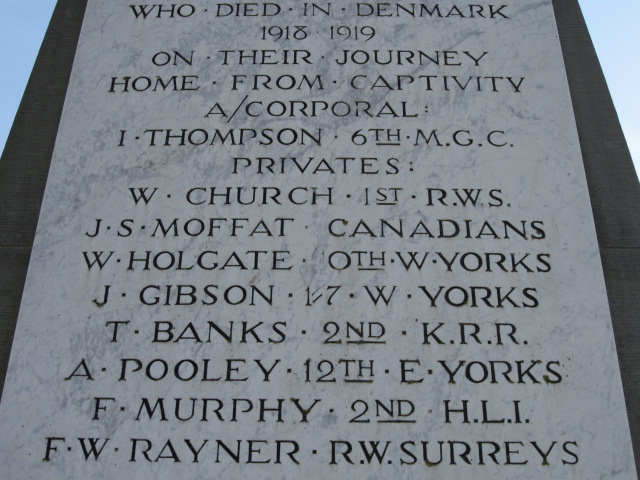 WHO · DIED · IN · DENMARK
1918 1919
ON · THEIR · JOURNEY
HOME · FROM · CAPTIVITY
A/CORPORAL:
I · THOMPSON · 6TH · M.G.C.
PRIVATES:
W · CHURCH · 1ST · R.W.S.
J · S · MOFFAT CANADIANS
W · HOLGATE · 10TH · W · YORKS
J · GIBSON · 1/7 · W · YORKS
T · BANKS · 2ND · K.R.R.
A · POOLEY · 12TH · E · YORKS
F · MURPHY · 2ND H.L.I.
F · W · RAYNER · R.W.SURREYS